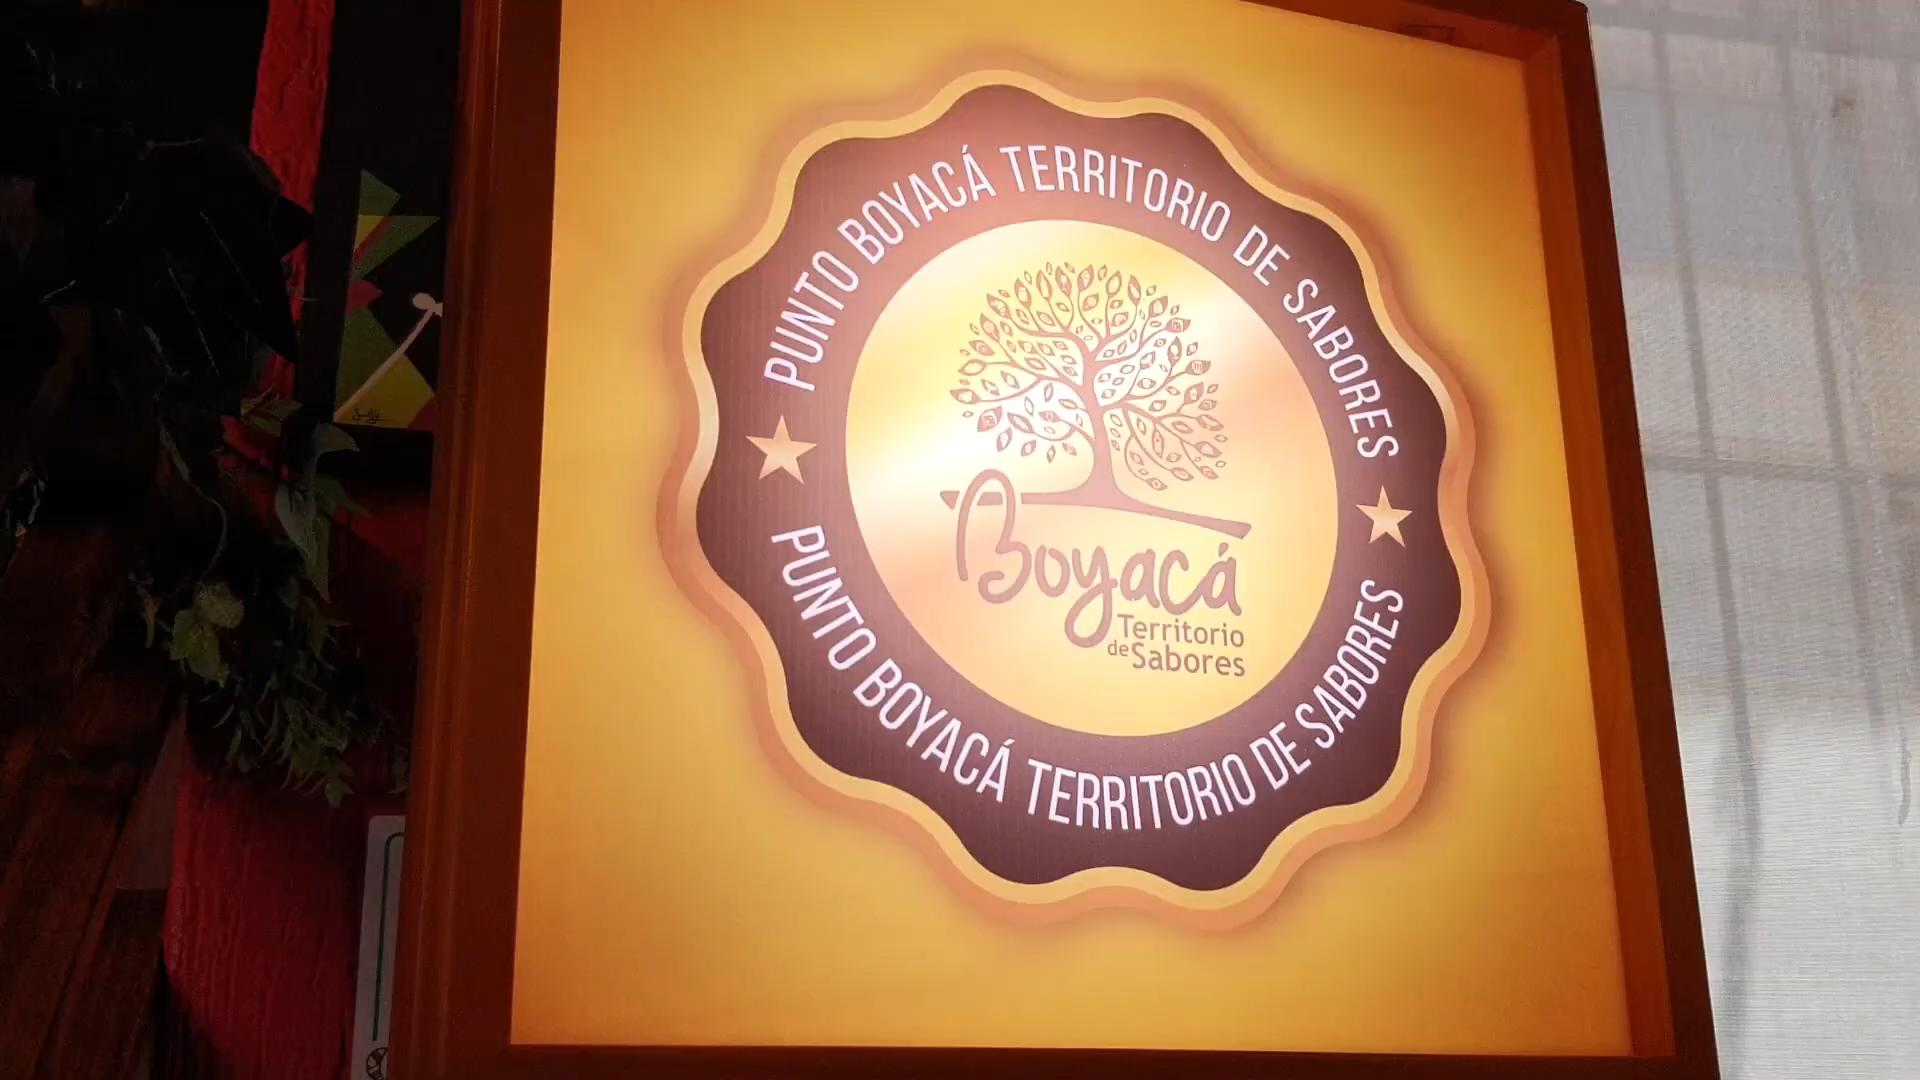 PUNTO BOYACÁ TERRITORIO DE SABORES
Boyacá
Territorio
de Sabores
PUNTO BOYACÁ TERRITORIO DE SABORES